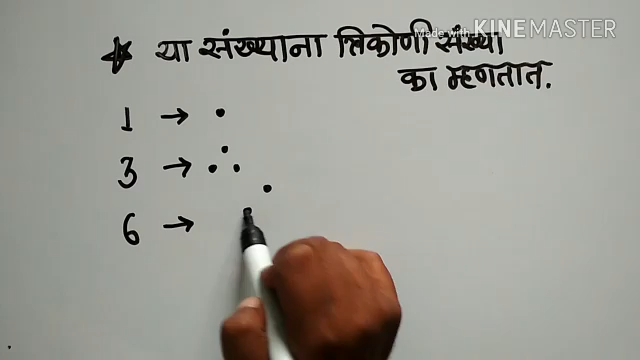 Made with KINEMASTER
★ या संख्याना त्रिकोणी संख्या
का म्हणतात.
1 →
3 →
6 →